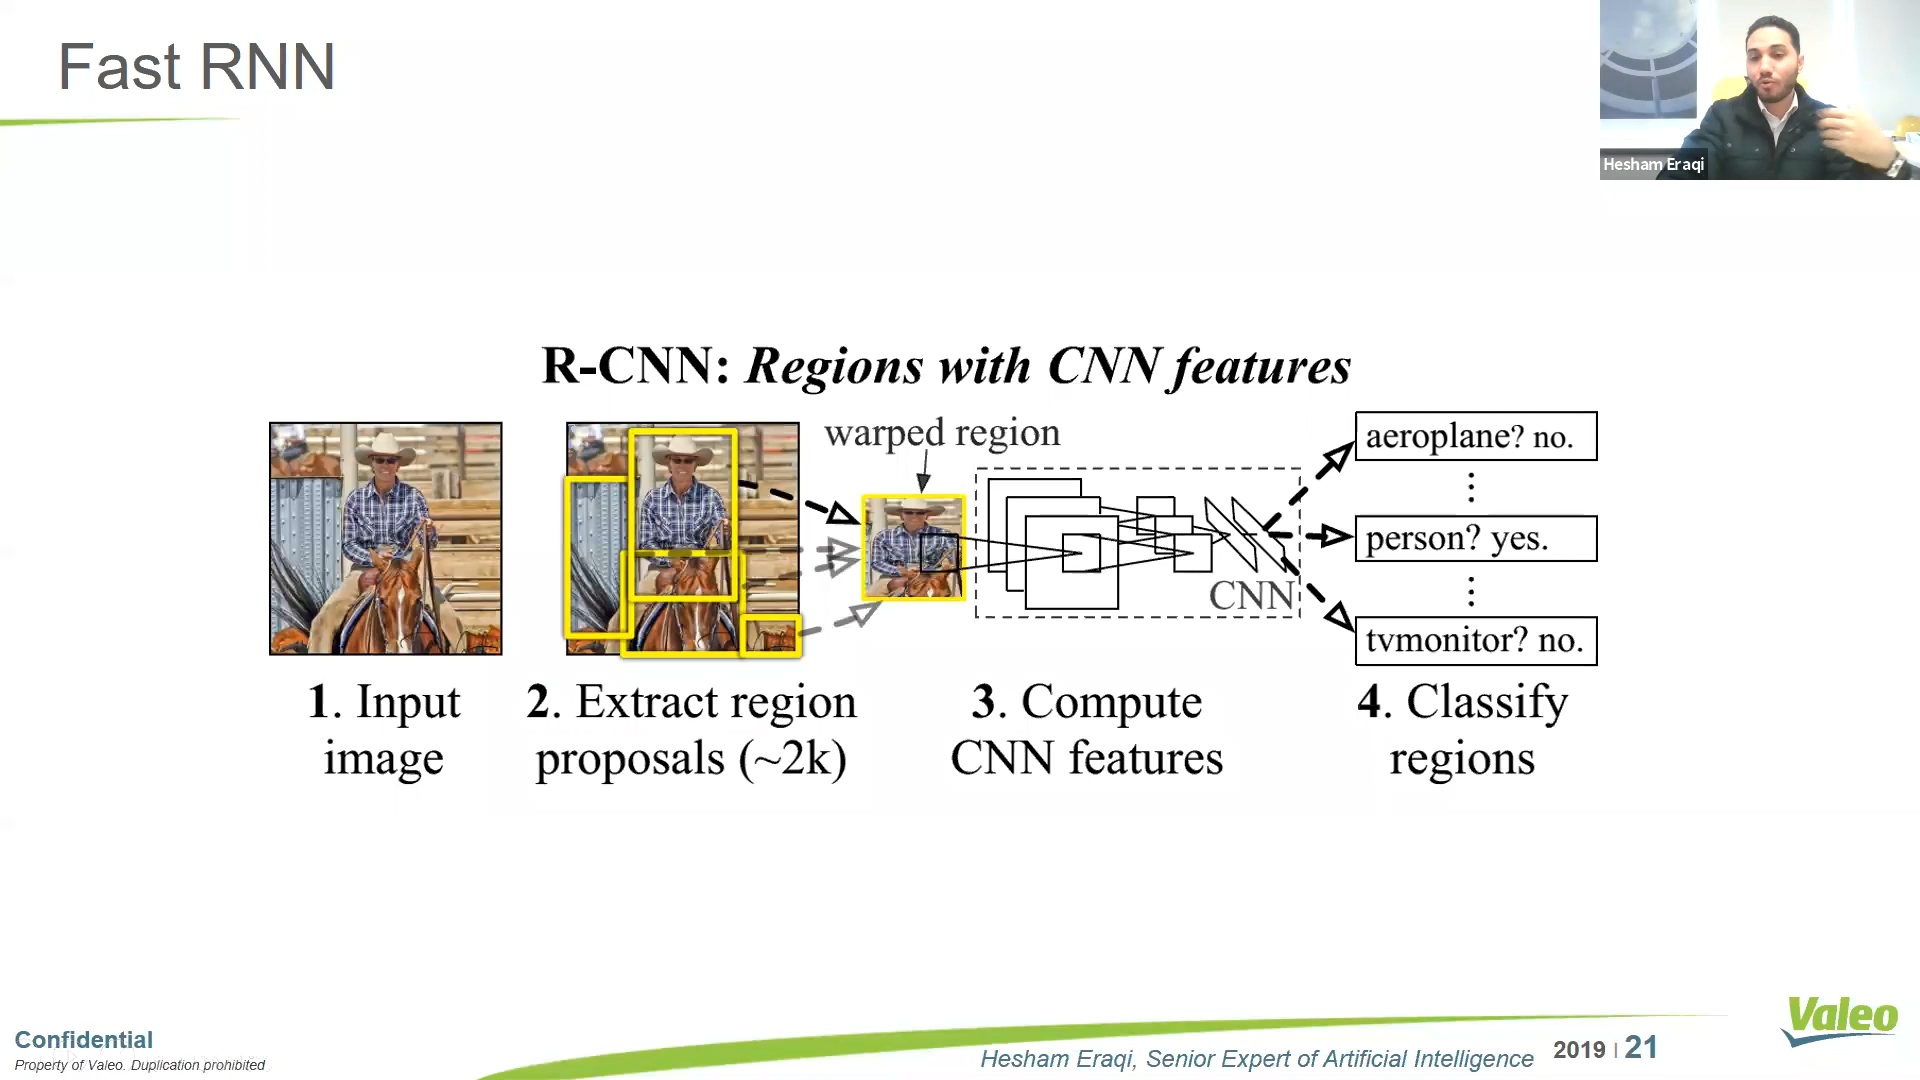 Fast RNN
Hesham Eraqi
R-CNN: Regions with CNN features
warped region
aeroplane? no.
person? yes.
CNN
tvmonitor? no.
1. Input
image
2. Extract region
proposals (~2k)
3. Compute
CNN features
4. Classify
regions
Confidential
Property of Valeo. Duplication prohibited
Hesham Eraqi, Senior Expert of Artificial Intelligence
2019 | 21
Valeo